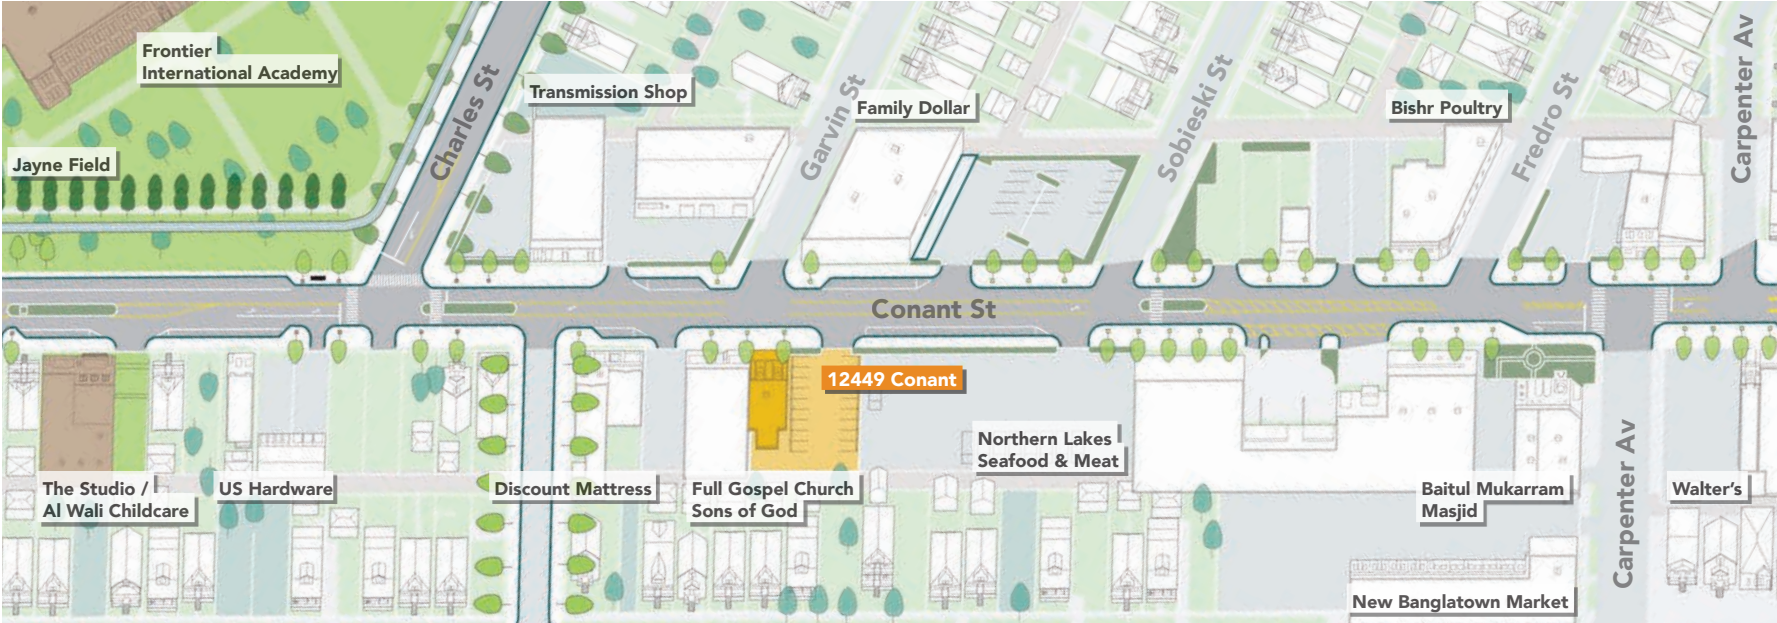 Frontier
International Academy
Jayne Field
Charles St
Transmission Shop
Garvin St
Family Dollar
Sobieski St
Bishr Poultry
Fredro St
Carpenter Av
Conant St
12449 Conant
Northern Lakes
Seafood & Meat
The Studio /
Al Wali Childcare
US Hardware
Discount Mattress
Full Gospel Church
Sons of God
Baitul Mukarram
Masjid
Carpenter Av
Walter's
New Banglatown Market